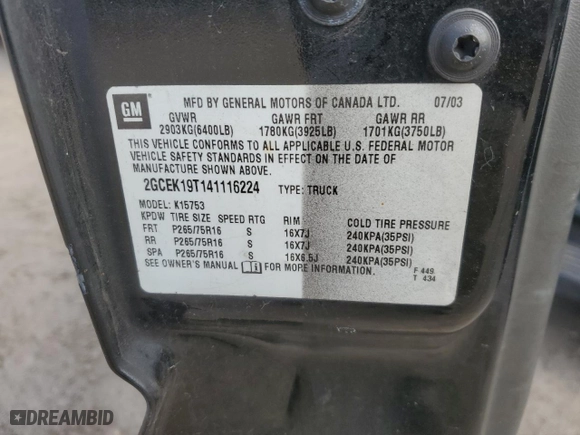 GM
MFD BY GENERAL MOTORS OF CANADA LTD. 07/03
GVWR GAWR FRT GAWR RR
2903KG(6400LB) 1780KG(3925LB) 1701KG(3750LB)
THIS VEHICLE CONFORMS TO ALL APPLICABLE U.S. FEDERAL MOTOR
VEHICLE SAFETY STANDARDS IN EFFECT ON THE DATE OF
MANUFACTURE SHOWN ABOVE.
2GCEK19T141116224 TYPE: TRUCK
MODEL: K15753
KPDW TIRE SIZE SPEED RTG RIM COLD TIRE PRESSURE
FRT P265/75R16 S 16X7J 240KPA(35PSI)
RR P265/75R16 S 16X7J 240KPA(35PSI)
SPA P265/75R16 S 16X6.5J 240KPA(35PSI)
SEE OWNER'S MANUAL FOR MORE INFORMATION. F 449
T 434
DREAMBID